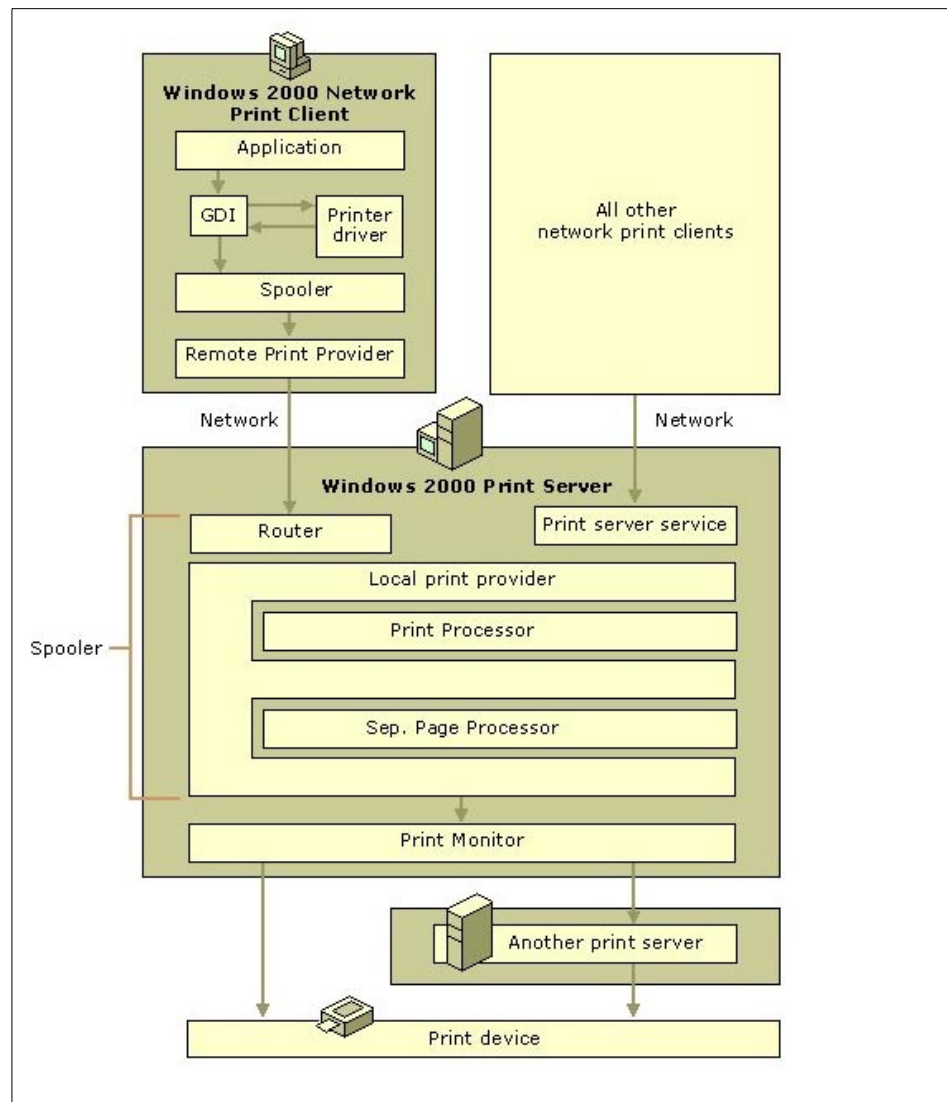 Windows 2000 Network
Print Client
Application
GDI
Printer
driver
Spooler
Remote Print Provider
All other
network print clients
Network
Network
Windows 2000 Print Server
Router
Print server service
Local print provider
Print Processor
Spooler
Sep. Page Processor
Print Monitor
Another print server
Print device